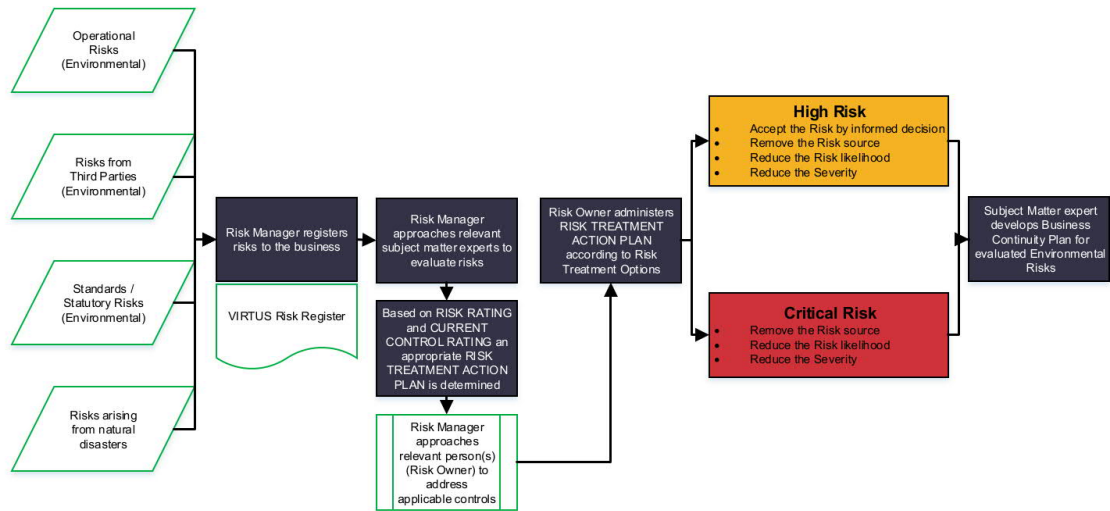 Operational
Risks
(Environmental)
Risks from
Third Parties
(Environmental)
Standards /
Statutory Risks
(Environmental)
Risks arising
from natural
disasters
Risk Manager registers
risks to the business
VIRTUS Risk Register
Risk Manager
approaches relevant
subject matter experts to
evaluate risks
Based on RISK RATING
and CURRENT
CONTROL RATING an
appropriate RISK
TREATMENT ACTION
PLAN is determined
Risk Manager
approaches
relevant person(s)
(Risk Owner) to
address
applicable controls
Risk Owner administers
RISK TREATMENT
ACTION PLAN
according to Risk
Treatment Options
High Risk
• Accept the Risk by informed decision
• Remove the Risk source
• Reduce the Risk likelihood
• Reduce the Severity
Critical Risk
• Remove the Risk source
• Reduce the Risk likelihood
• Reduce the Severity
Subject Matter expert
develops Business
Continuity Plan for
evaluated Environmental
Risks